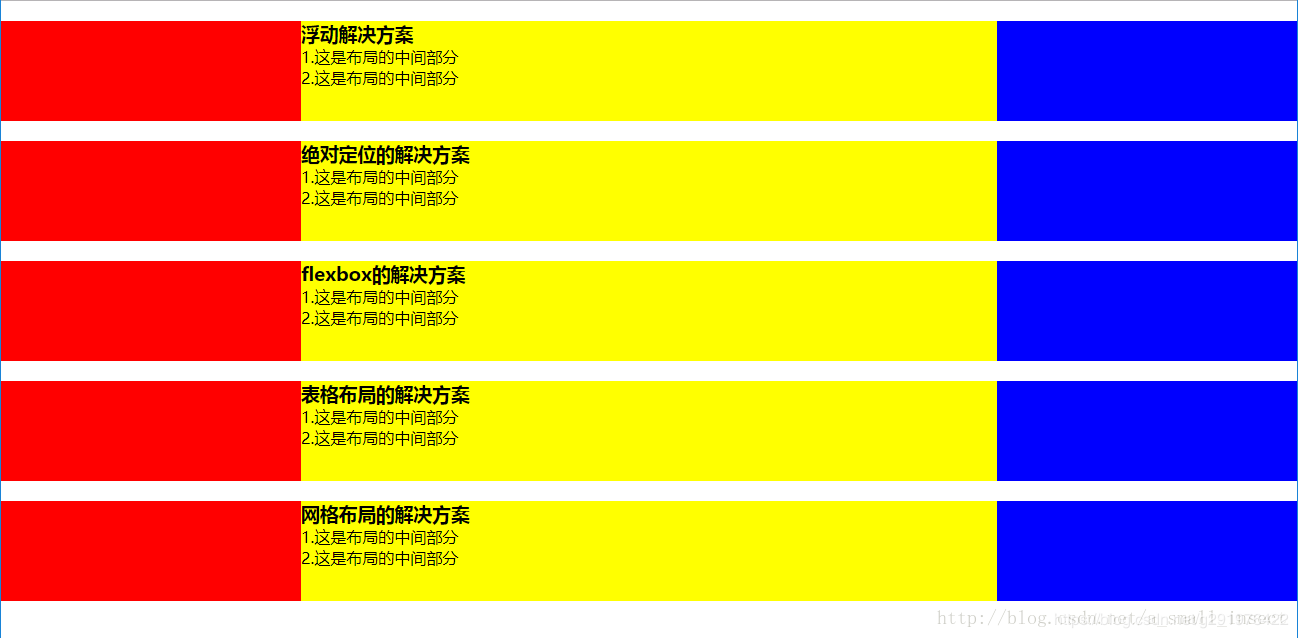 浮动解决方案
1.这是布局的中间部分
2.这是布局的中间部分
绝对定位的解决方案
1.这是布局的中间部分
2.这是布局的中间部分
flexbox的解决方案
1.这是布局的中间部分
2.这是布局的中间部分
表格布局的解决方案
1.这是布局的中间部分
2.这是布局的中间部分
网格布局的解决方案
1.这是布局的中间部分
2.这是布局的中间部分
http://blog.csdn.net/a_small_insect